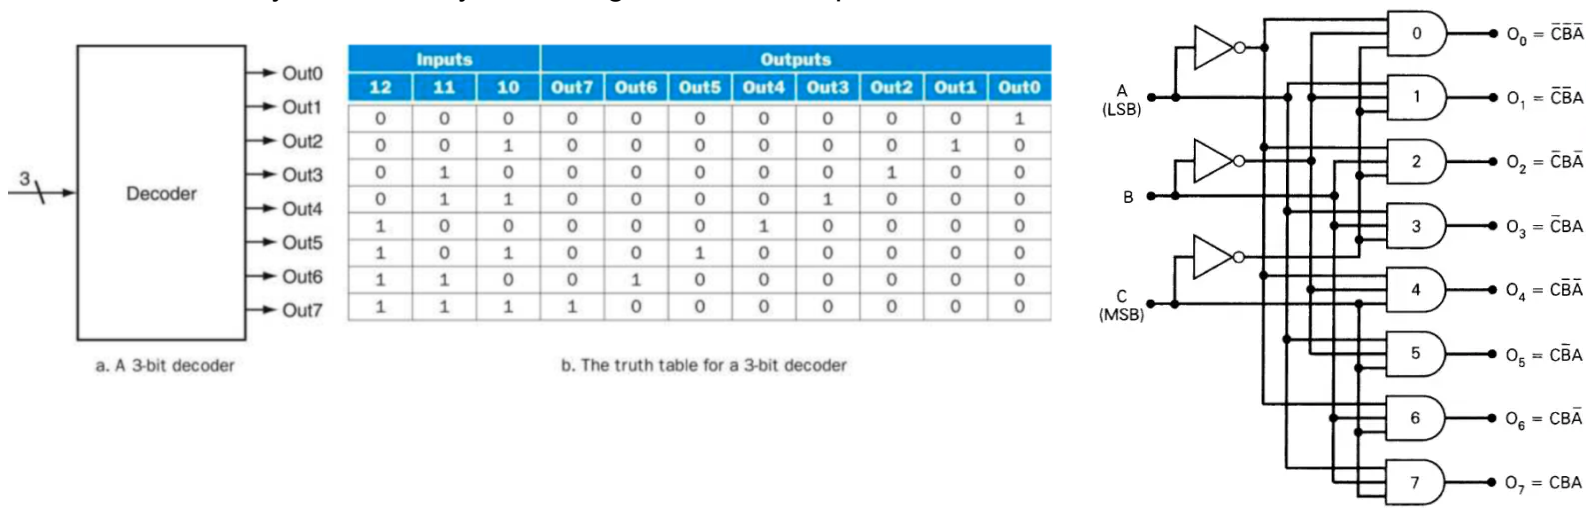 3
Decoder
Out0
Out1
Out2
Out3
Out4
Out5
Out6
Out7
a. A 3-bit decoder
Inputs Outputs
12 11 10 Out7 Out6 Out5 Out4 Out3 Out2 Out1 Out0
0 0 0 0 0 0 0 0 0 0 1
0 0 1 0 0 0 0 0 0 1 0
0 1 0 0 0 0 0 0 1 0 0
0 1 1 0 0 0 0 1 0 0 0
1 0 0 0 0 0 1 0 0 0 0
1 0 1 0 0 1 0 0 0 0 0
1 1 0 0 1 0 0 0 0 0 0
1 1 1 1 0 0 0 0 0 0 0
b. The truth table for a 3-bit decoder
A
(LSB)
B
C
(MSB)
0 O₀ = C̅B̅A̅
1 O₁ = C̅B̅A
2 O₂ = C̅BA̅
3 O₃ = C̅BA
4 O₄ = CB̅A̅
5 O₅ = CB̅A
6 O₆ = CBA̅
7 O₇ = CBA